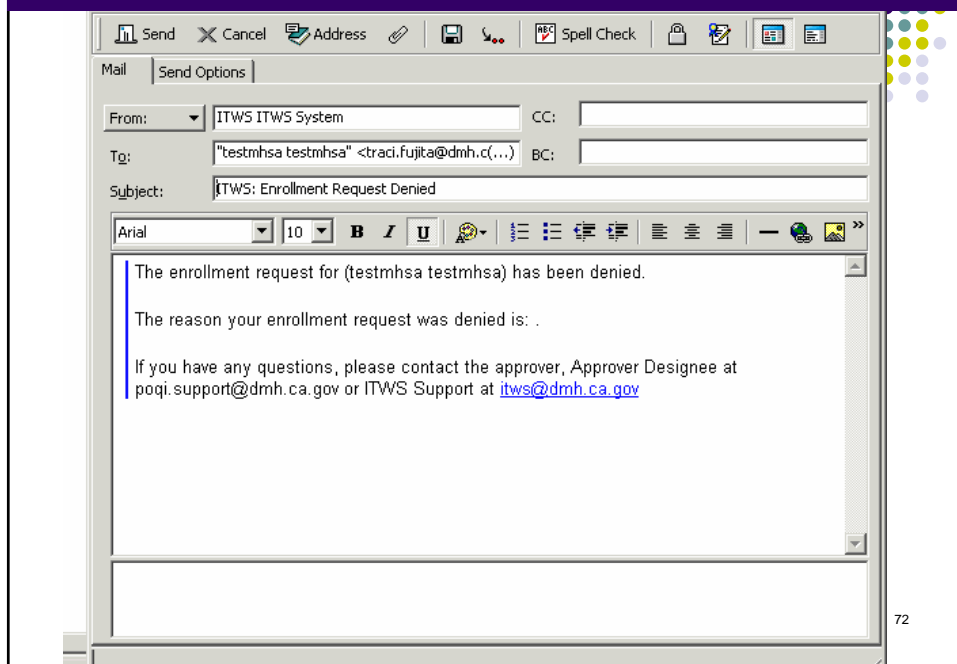 Send Cancel Address Spell Check
Mail Send Options
From: ITWS ITWS System CC:
To: "testmhsa testmhsa" <traci.fujita@dmh.c(...) BC:
Subject: ITWS: Enrollment Request Denied
Arial 10 B I U »
The enrollment request for (testmhsa testmhsa) has been denied.
The reason your enrollment request was denied is: .
If you have any questions, please contact the approver, Approver Designee at
poqi.support@dmh.ca.gov or ITWS Support at itws@dmh.ca.gov
72